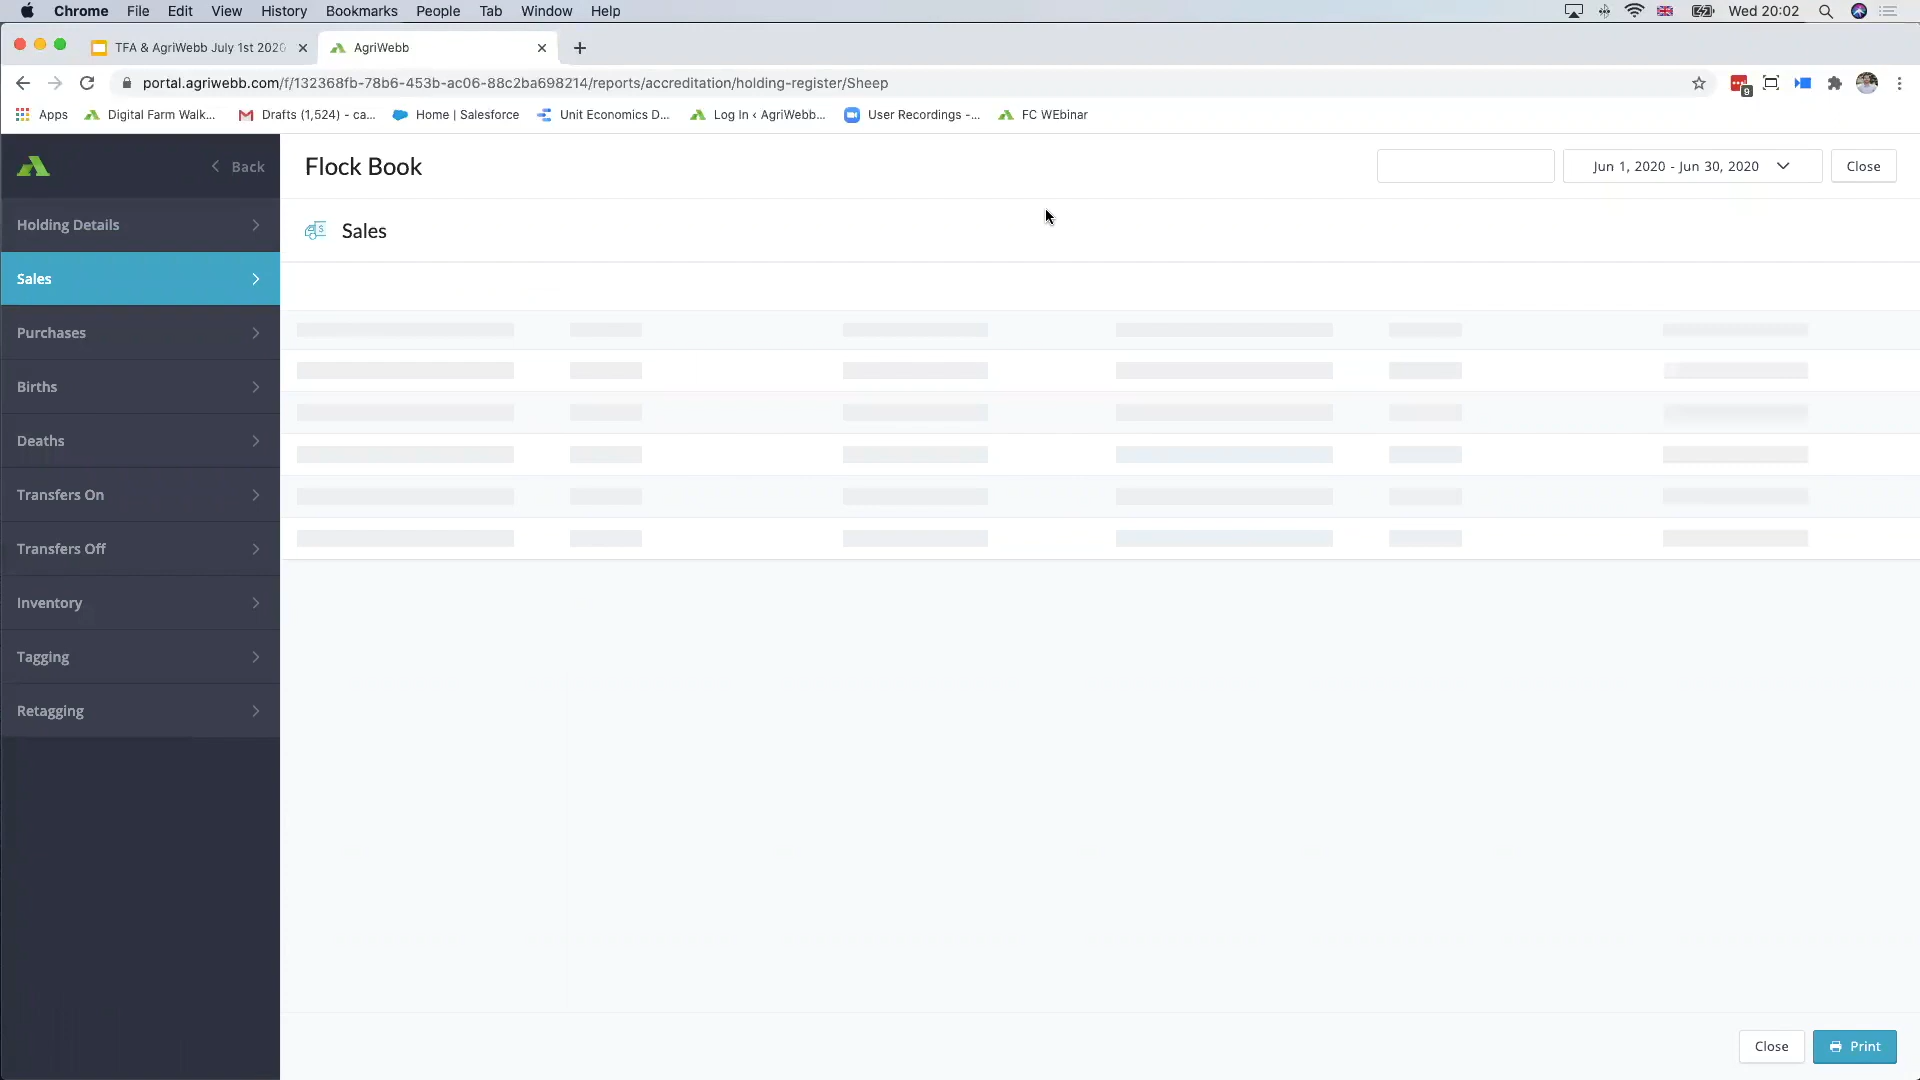 Chrome File Edit View History Bookmarks People Tab Window Help Wed 20:02
TFA & AgriWebb July 1st 2020 AgriWebb
portal.agriwebb.com/f/132368fb-78b6-453b-ac06-88c2ba698214/reports/accreditation/holding-register/Sheep 9
Apps Digital Farm Walk... Drafts (1,524) - ca... Home | Salesforce Unit Economics D... Log In ‹ AgriWebb... User Recordings -... FC WEbinar
Back Flock Book Jun 1, 2020 - Jun 30, 2020 Close
Holding Details
Sales
Sales
Purchases
Births
Deaths
Transfers On
Transfers Off
Inventory
Tagging
Retagging
Close Print